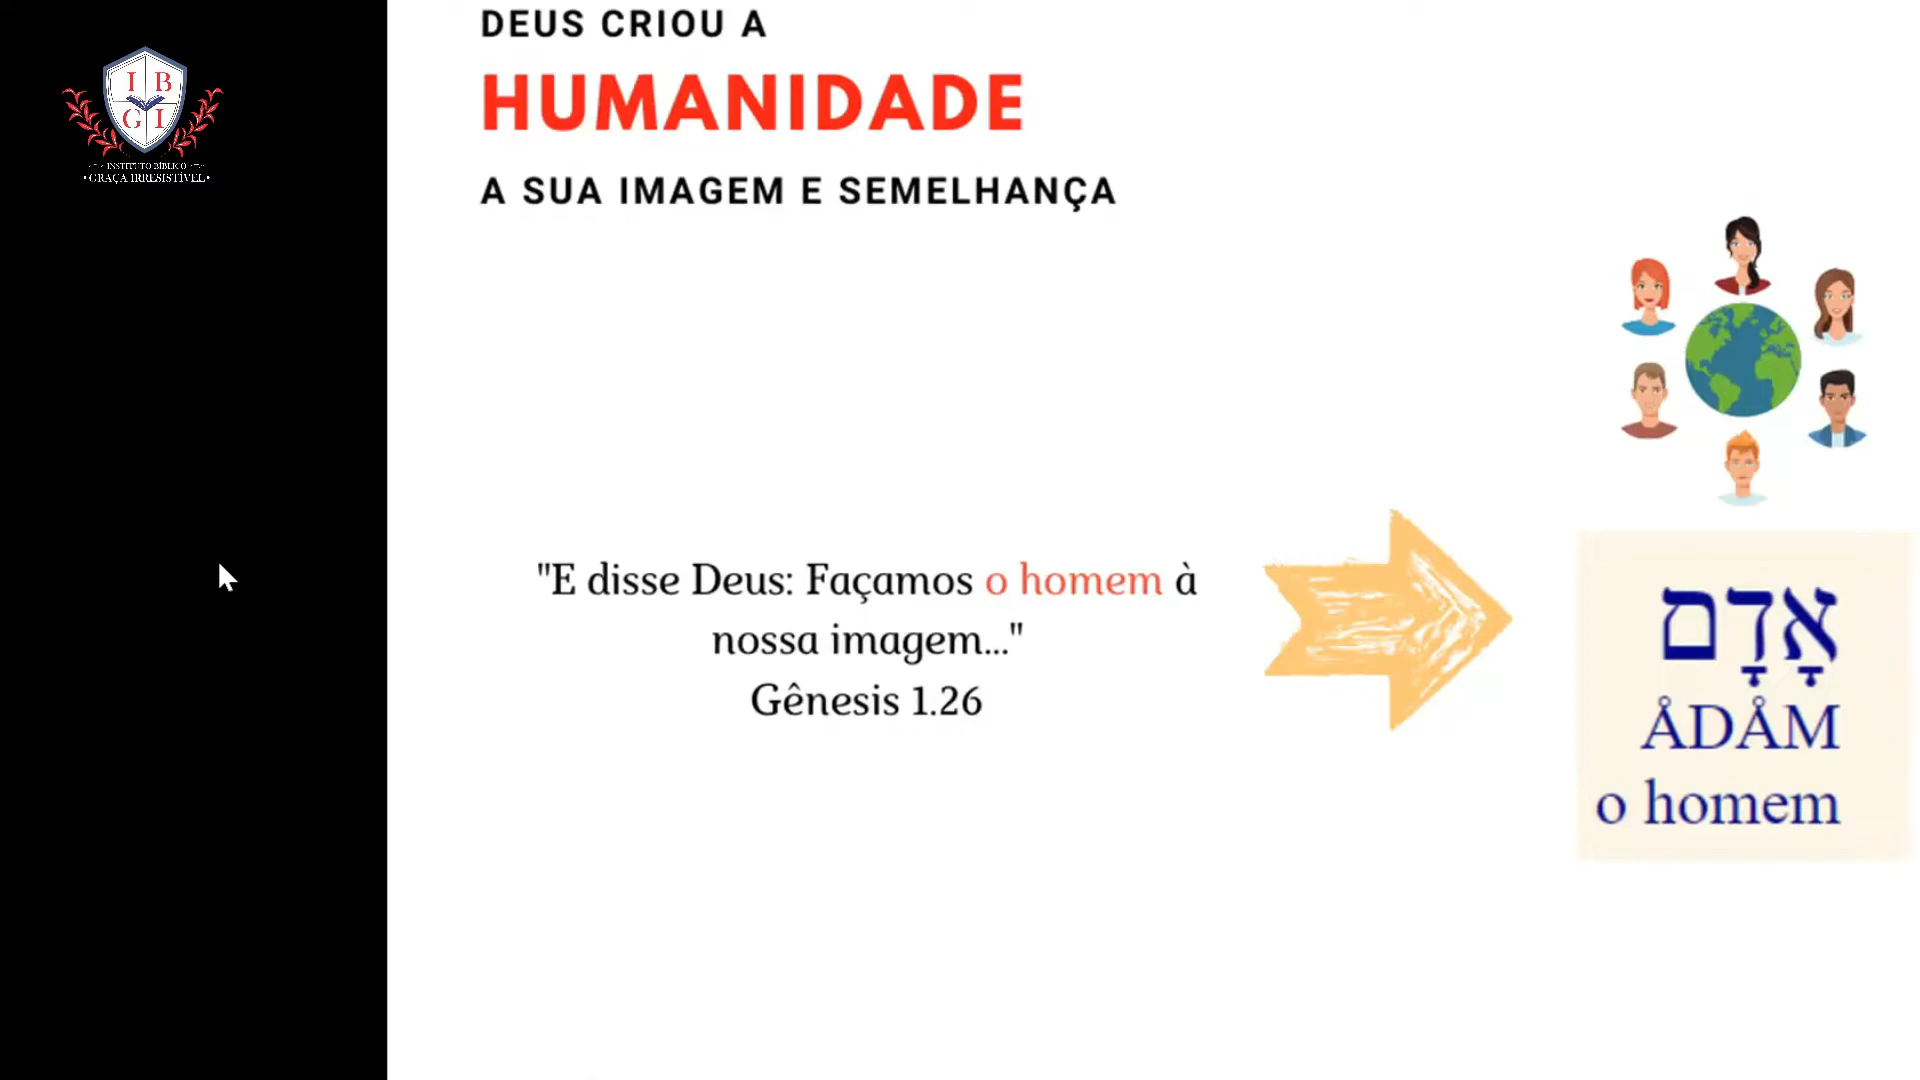 I B
G I
INSTITUTO BÍBLICO
• GRAÇA IRRESISTÍVEL •
DEUS CRIOU A
HUMANIDADE
A SUA IMAGEM E SEMELHANÇA
"E disse Deus: Façamos o homem à
nossa imagem..."
Gênesis 1.26
אָדָם
ÅDÅM
o homem